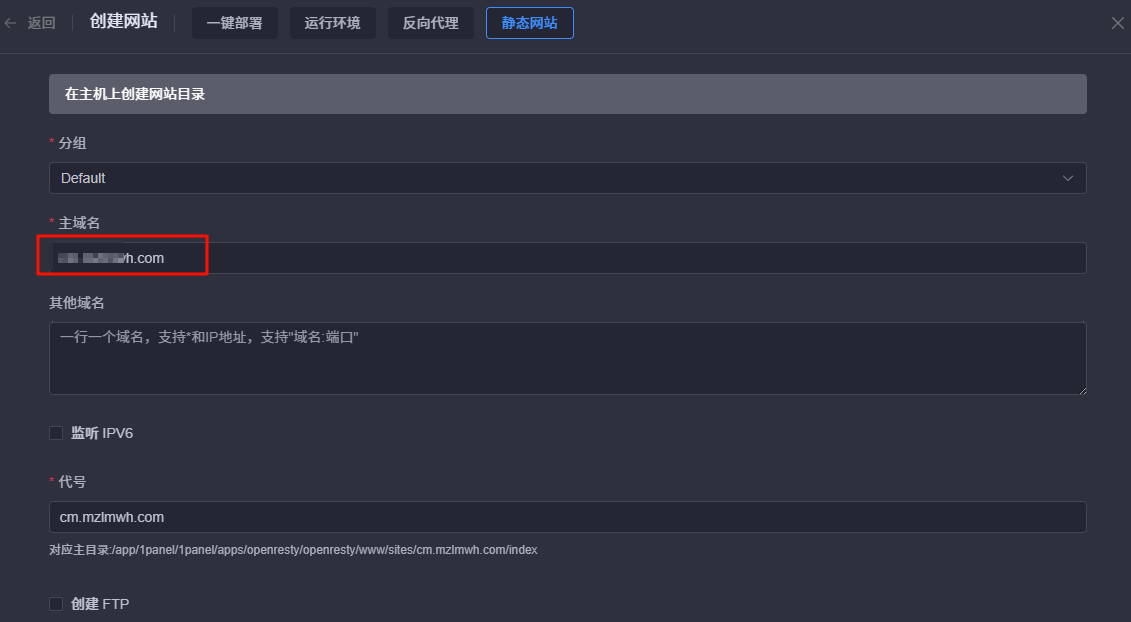 返回 创建网站 一键部署 运行环境 反向代理 静态网站
在主机上创建网站目录
* 分组
Default
* 主域名
h.com
其他域名
一行一个域名，支持*和IP地址，支持"域名:端口"
监听 IPV6
* 代号
cm.mzlmwh.com
对应主目录:/app/1panel/1panel/apps/openresty/openresty/www/sites/cm.mzlmwh.com/index
创建 FTP